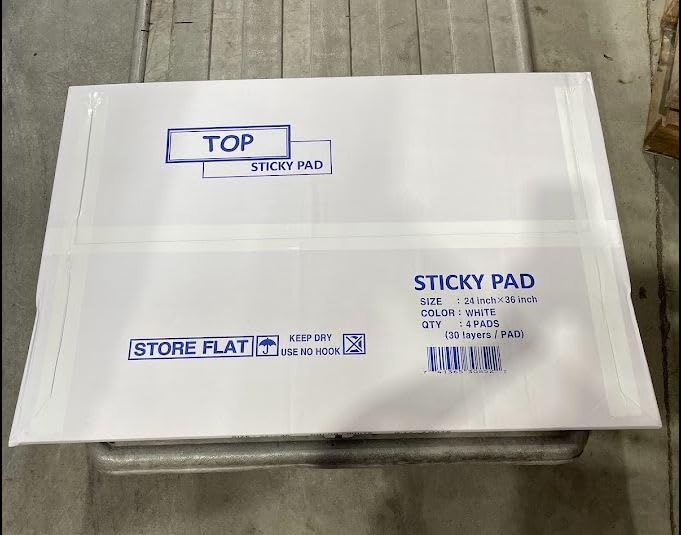 TOP
STICKY PAD
STICKY PAD
SIZE : 24 inch×36 inch
COLOR : WHITE
QTY : 4 PADS
(30 layers / PAD)
STORE FLAT
KEEP DRY
USE NO HOOK